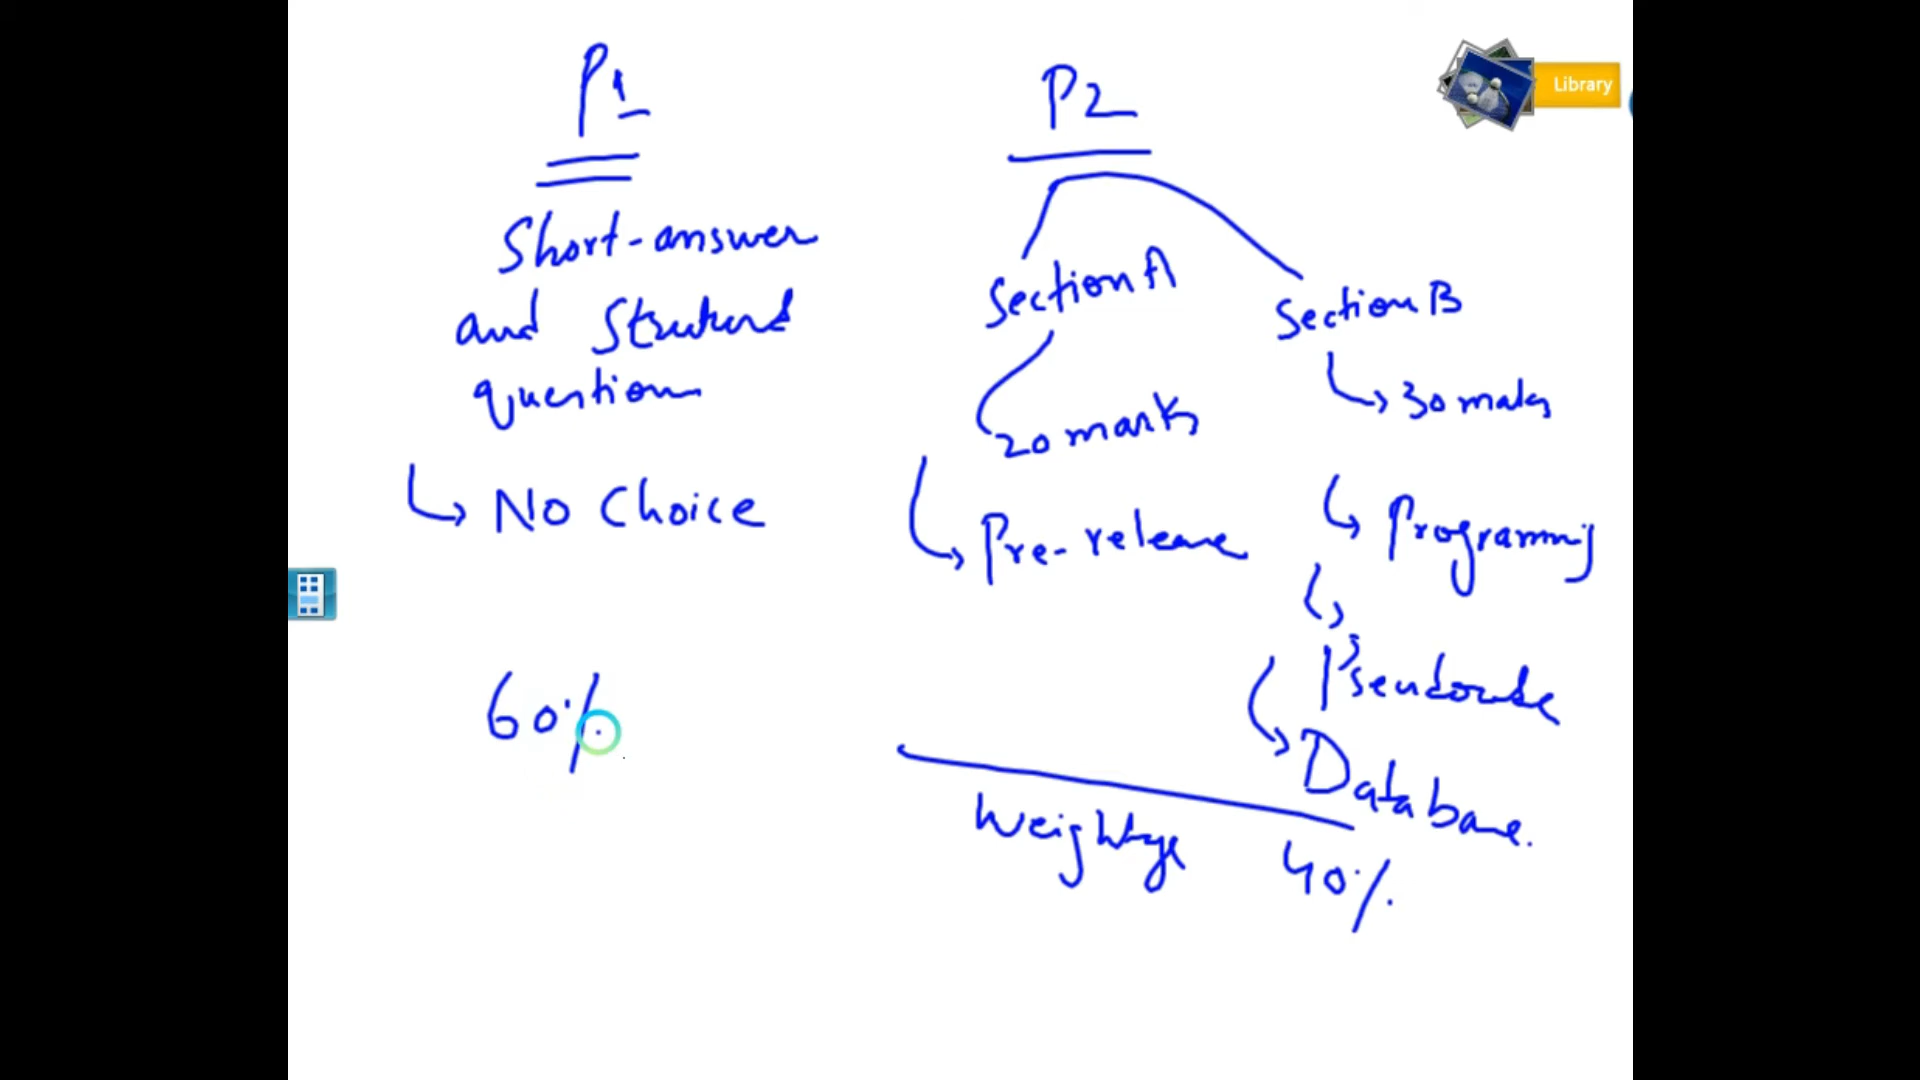 P1
Short-answer
and Structured
questions
No Choice
60%
P2
Section A
20 marks
Pre-release
Section B
30 marks
Programming
Pseudocode
Database.
Weightage 40%
Library